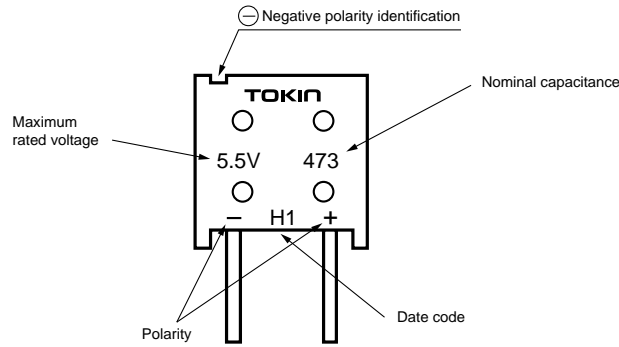 ⊖ Negative polarity identification
TOKIN
Nominal capacitance
Maximum
rated voltage
5.5V 473
− H1 +
Date code
Polarity